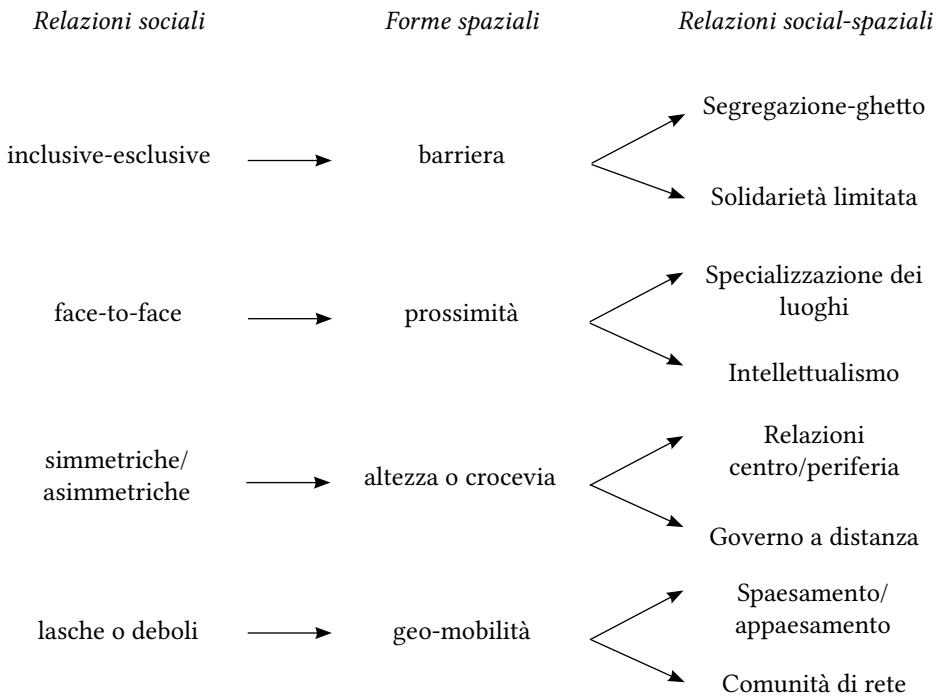 Relazioni sociali
Forme spaziali
Relazioni social-spaziali
inclusive-esclusive
barriera
Segregazione-ghetto
Solidarietà limitata
face-to-face
prossimità
Specializzazione dei
luoghi
Intellettualismo
simmetriche/
asimmetriche
altezza o crocevia
Relazioni
centro/periferia
Governo a distanza
lasche o deboli
geo-mobilità
Spaesamento/
appaesamento
Comunità di rete